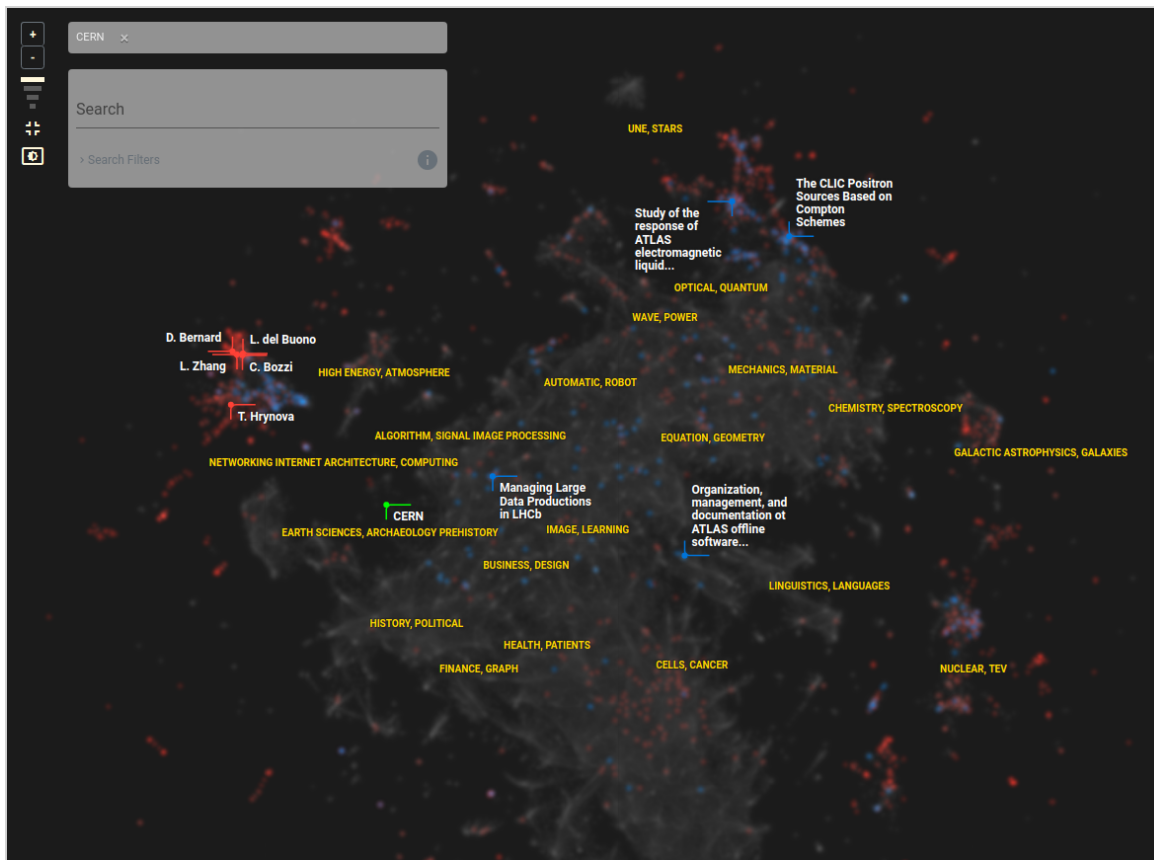 +
CERN ×
-
Search
› Search Filters
i
UNE, STARS
The CLIC Positron
Sources Based on
Compton
Schemes
Study of the
response of
ATLAS
electromagnetic
liquid...
OPTICAL, QUANTUM
WAVE, POWER
D. Bernard
L. del Buono
L. Zhang
C. Bozzi
HIGH ENERGY, ATMOSPHERE
MECHANICS, MATERIAL
AUTOMATIC, ROBOT
T. Hrynova
CHEMISTRY, SPECTROSCOPY
ALGORITHM, SIGNAL IMAGE PROCESSING
EQUATION, GEOMETRY
GALACTIC ASTROPHYSICS, GALAXIES
NETWORKING INTERNET ARCHITECTURE, COMPUTING
Managing Large
Data Productions
in LHCb
Organization,
management, and
documentation of
ATLAS offline
software...
CERN
EARTH SCIENCES, ARCHAEOLOGY PREHISTORY
IMAGE, LEARNING
BUSINESS, DESIGN
LINGUISTICS, LANGUAGES
HISTORY, POLITICAL
HEALTH, PATIENTS
FINANCE, GRAPH
CELLS, CANCER
NUCLEAR, TEV